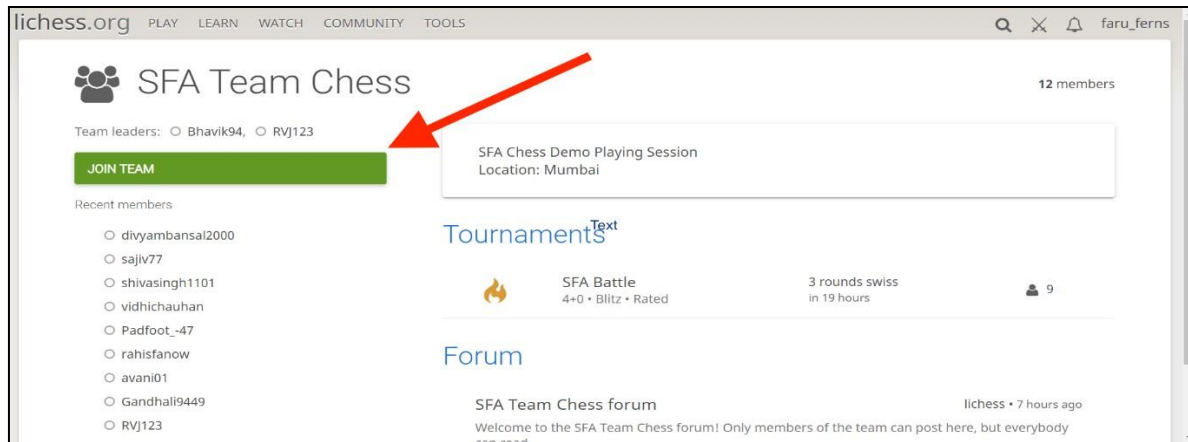 lichess.org PLAY LEARN WATCH COMMUNITY TOOLS faru_ferns
SFA Team Chess
12 members
Team leaders: Bhavik94, RVJ123
JOIN TEAM
Recent members
divyambansal2000
sajiv77
shivasingh1101
vidhichauhan
Padfoot_-47
rahisfanow
avani01
Gandhali9449
RVJ123
SFA Chess Demo Playing Session
Location: Mumbai
Tournaments
Text
SFA Battle 3 rounds swiss 9
4+0 • Blitz • Rated in 19 hours
Forum
SFA Team Chess forum lichess • 7 hours ago
Welcome to the SFA Team Chess forum! Only members of the team can post here, but everybody
can read